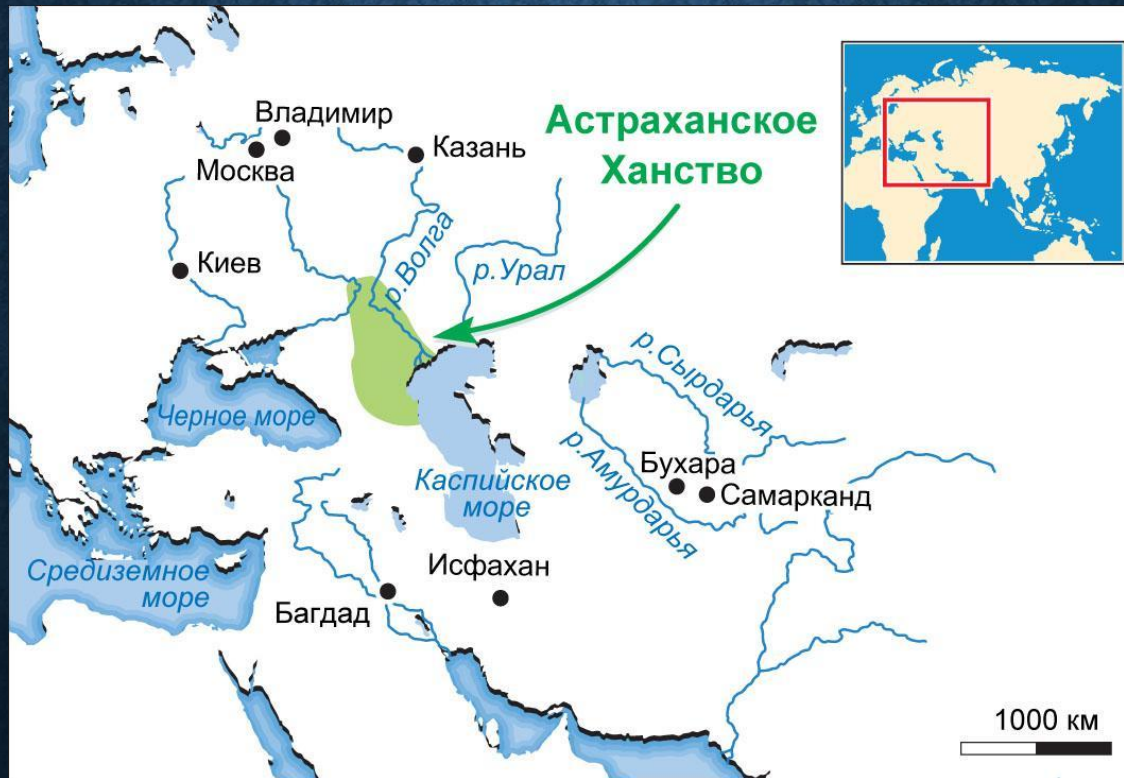 Владимир
Москва
Казань
Астраханское
Ханство
Киев
р.Волга
р.Урал
р.Сырдарья
Черное море
Каспийское
море
р.Амурдарья
Бухара
Самарканд
Средиземное
море
Исфахан
Багдад
1000 км